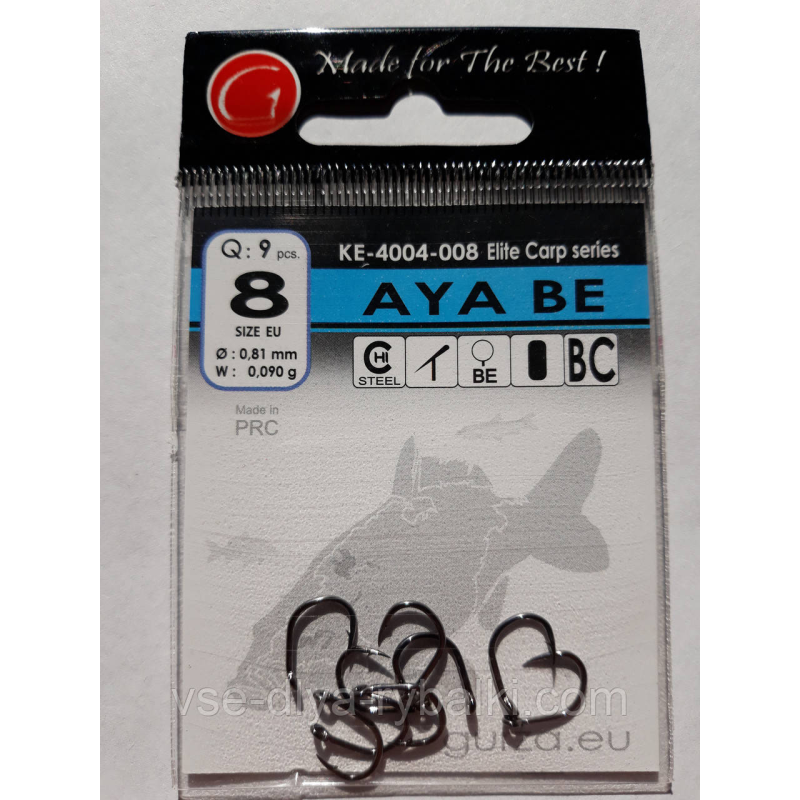 G
Made for The Best !
Q: 9 pcs.
8
SIZE EU
Ø : 0,81 mm
W : 0,090 g
KE-4004-008 Elite Carp series
AYA BE
C HI STEEL
BE
BC
Made in
PRC
vse-dlya-rybalki.com
gurza.eu